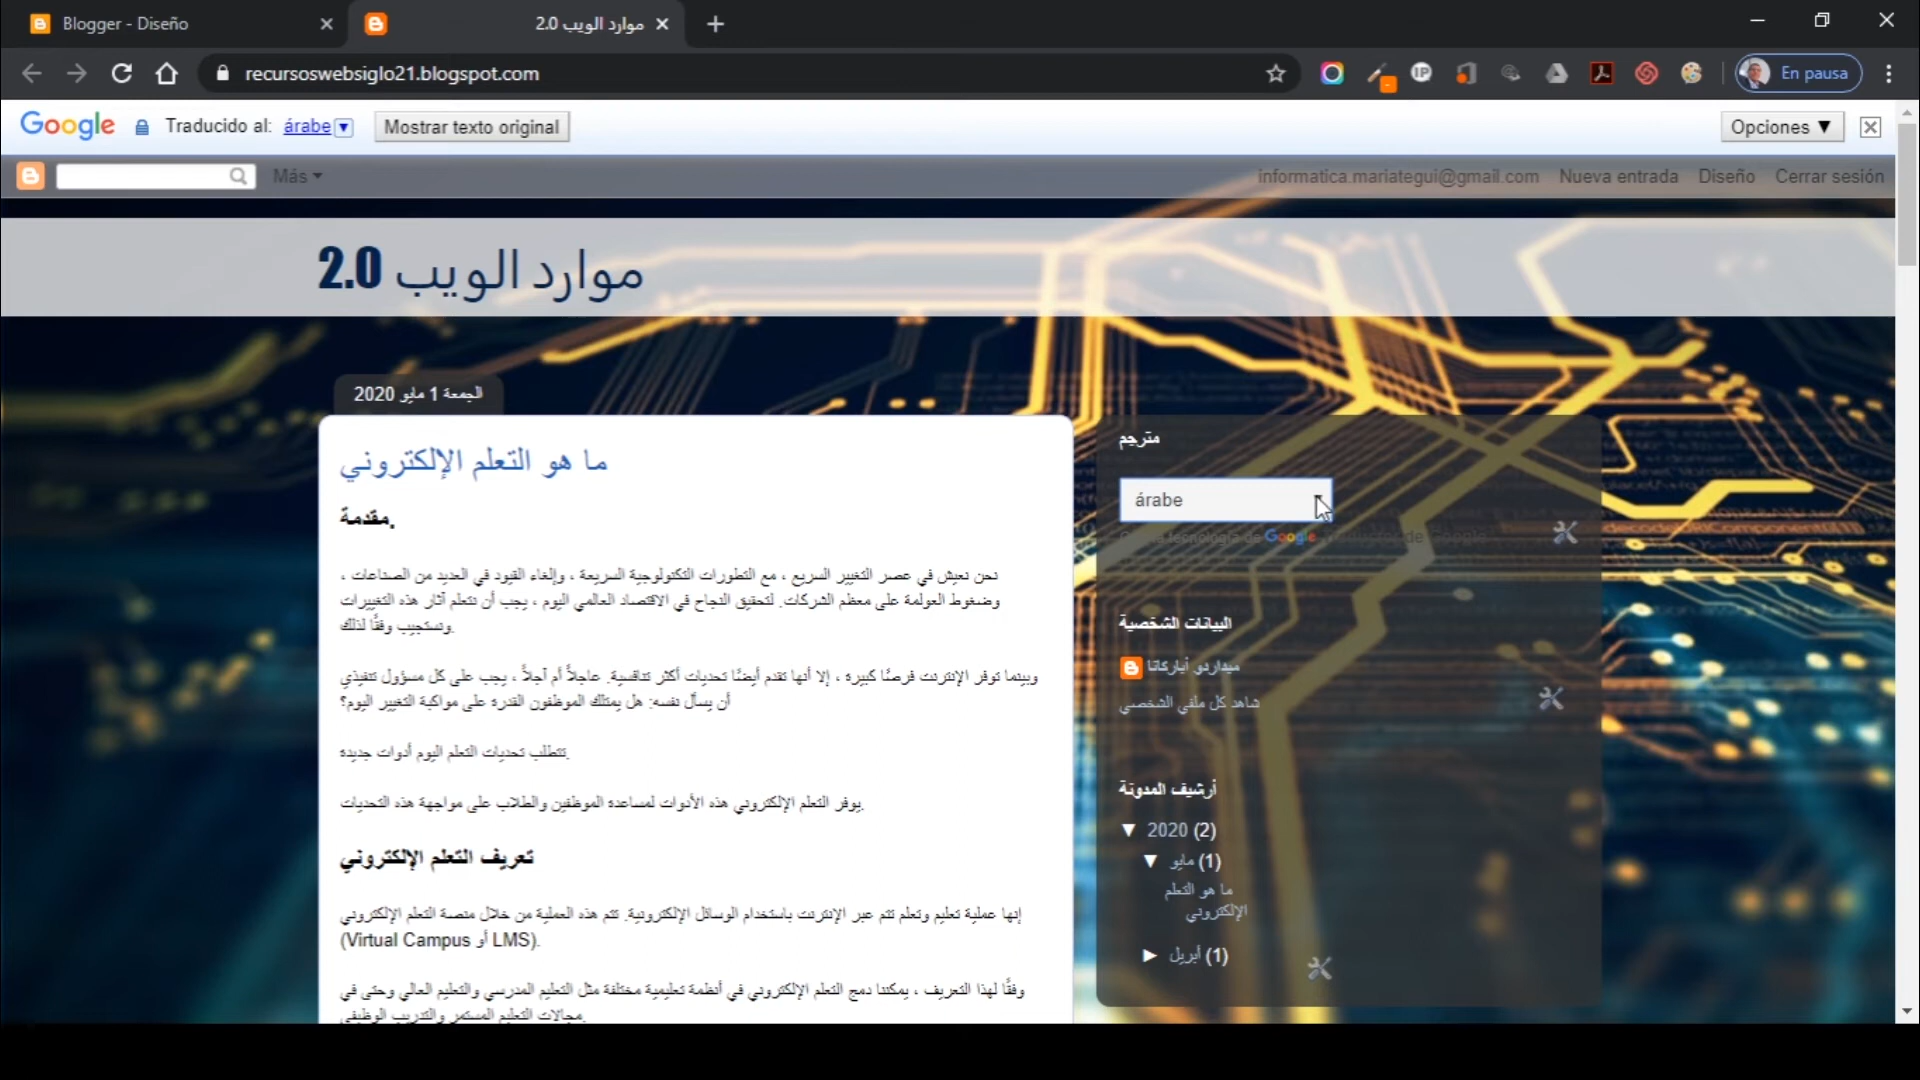 Blogger - Diseño
موارد الويب 2.0
recursoswebsiglo21.blogspot.com
En pausa
Google Traducido al: árabe Mostrar texto original
Opciones ▼
Más
informatica.mariategui@gmail.com Nueva entrada Diseño Cerrar sesión
موارد الويب 2.0
الجمعة 1 مايو 2020
ما هو التعلم الإلكتروني
مقدمة.
نحن نعيش في عصر التغيير السريع ، مع التطورات التكنولوجية السريعة ، وإلغاء القيود في العديد من الصناعات ،
وضغوط العولمة على معظم الشركات. لتحقيق النجاح في الاقتصاد العالمي اليوم ، يجب أن نتعلم آثار هذه التغييرات
ونستجيب وفقًا لذلك.
وبينما توفر الإنترنت فرصًا كبيرة ، إلا أنها تقدم أيضًا تحديات أكثر تنافسية. عاجلاً أم آجلاً ، يجب على كل مسؤول تنفيذي
أن يسأل نفسه: هل يمتلك الموظفون القدرة على مواكبة التغيير اليوم؟
تتطلب تحديات التعلم اليوم أدوات جديدة.
يوفر التعلم الإلكتروني هذه الأدوات لمساعدة الموظفين والطلاب على مواجهة هذه التحديات.
تعريف التعلم الإلكتروني
إنها عملية تعليم وتعلم تتم عبر الإنترنت باستخدام الوسائل الإلكترونية. تتم هذه العملية من خلال منصة التعلم الإلكتروني
(Virtual Campus أو LMS).
وفقًا لهذا التعريف ، يمكننا دمج التعلم الإلكتروني في أنظمة تعليمية مختلفة مثل التعليم المدرسي والتعليم العالي وحتى في
مجالات التعليم المستمر والتدريب الوظيفي.
مترجم
árabe
tecnología de Google
البيانات الشخصية
ميداردو أباركاتا
شاهد كل ملفي الشخصي
أرشيف المدونة
▼ 2020 (2)
▼ مايو (1)
ما هو التعلم
الإلكتروني
► أبريل (1)